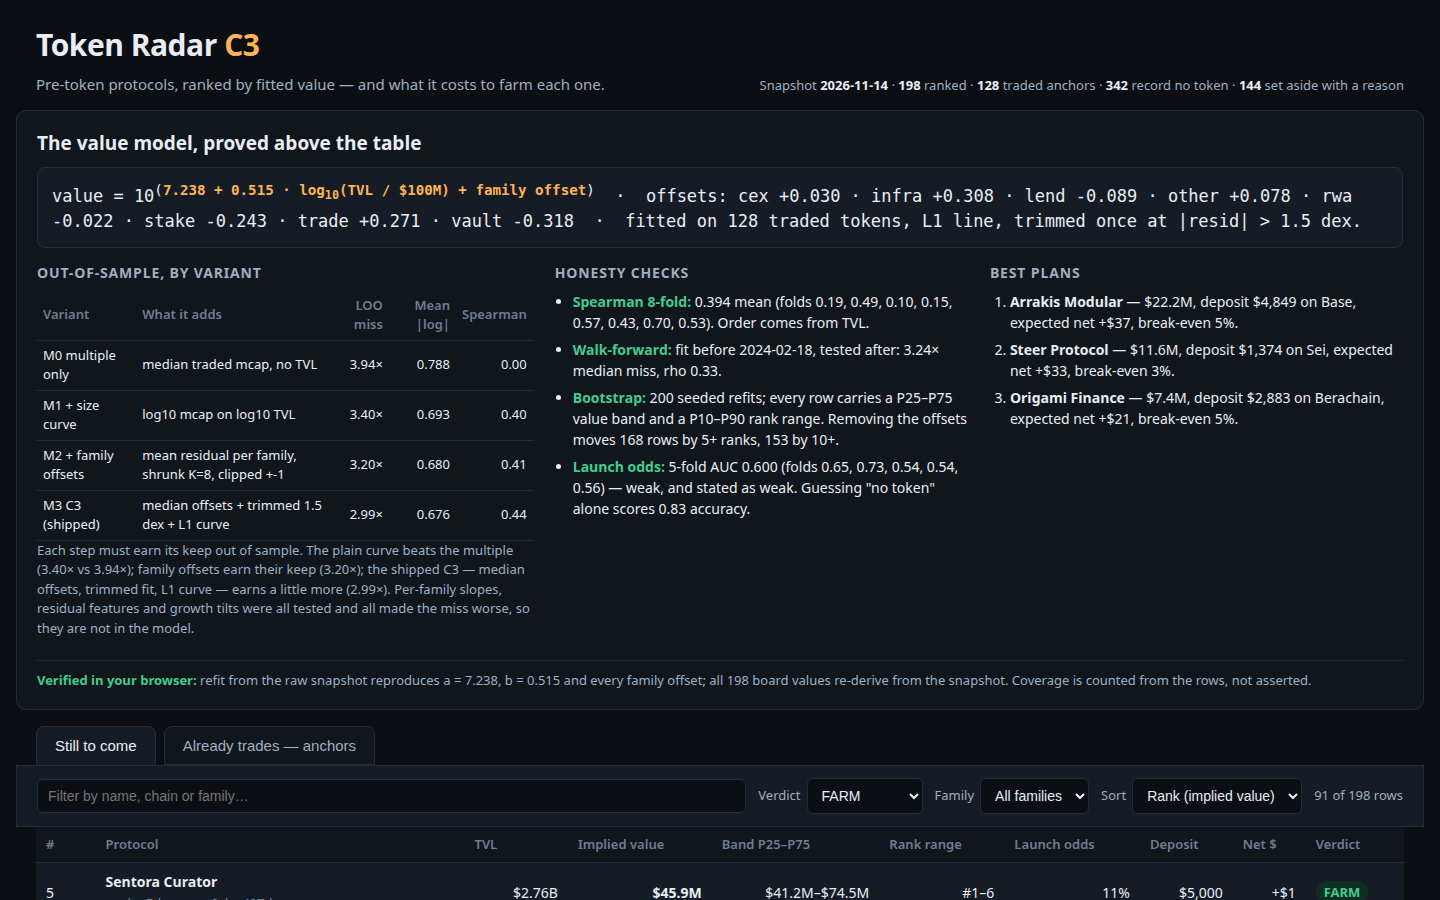 Token Radar C3
Pre-token protocols, ranked by fitted value — and what it costs to farm each one.
Snapshot 2026-11-14 · 198 ranked · 128 traded anchors · 342 record no token · 144 set aside with a reason
The value model, proved above the table
value = 10(7.238 + 0.515 · log10(TVL / $100M) + family offset) · offsets: cex +0.030 · infra +0.308 · lend -0.089 · other +0.078 · rwa
-0.022 · stake -0.243 · trade +0.271 · vault -0.318 · fitted on 128 traded tokens, L1 line, trimmed once at |resid| > 1.5 dex.
OUT-OF-SAMPLE, BY VARIANT
Variant What it adds LOO miss Mean |log| Spearman
M0 multiple only median traded mcap, no TVL 3.94× 0.788 0.00
M1 + size curve log10 mcap on log10 TVL 3.40× 0.693 0.40
M2 + family offsets mean residual per family, shrunk K=8, clipped +-1 3.20× 0.680 0.41
M3 C3 (shipped) median offsets + trimmed 1.5 dex + L1 curve 2.99× 0.676 0.44
Each step must earn its keep out of sample. The plain curve beats the multiple
(3.40× vs 3.94×); family offsets earn their keep (3.20×); the shipped C3 — median
offsets, trimmed fit, L1 curve — earns a little more (2.99×). Per-family slopes,
residual features and growth tilts were all tested and all made the miss worse, so
they are not in the model.
HONESTY CHECKS
• Spearman 8-fold: 0.394 mean (folds 0.19, 0.49, 0.10, 0.15,
0.57, 0.43, 0.70, 0.53). Order comes from TVL.
• Walk-forward: fit before 2024-02-18, tested after: 3.24×
median miss, rho 0.33.
• Bootstrap: 200 seeded refits; every row carries a P25–P75
value band and a P10–P90 rank range. Removing the offsets
moves 168 rows by 5+ ranks, 153 by 10+.
• Launch odds: 5-fold AUC 0.600 (folds 0.65, 0.73, 0.54, 0.54,
0.56) — weak, and stated as weak. Guessing "no token"
alone scores 0.83 accuracy.
BEST PLANS
1. Arrakis Modular — $22.2M, deposit $4,849 on Base,
expected net +$37, break-even 5%.
2. Steer Protocol — $11.6M, deposit $1,374 on Sei, expected
net +$33, break-even 3%.
3. Origami Finance — $7.4M, deposit $2,883 on Berachain,
expected net +$21, break-even 5%.
Verified in your browser: refit from the raw snapshot reproduces a = 7.238, b = 0.515 and every family offset; all 198 board values re-derive from the snapshot. Coverage is counted from the rows, not asserted.
Still to come Already trades — anchors
Filter by name, chain or family… Verdict FARM Family All families Sort Rank (implied value) 91 of 198 rows
# Protocol TVL Implied value Band P25–P75 Rank range Launch odds Deposit Net $ Verdict
5 Sentora Curator $2.76B $45.9M $41.2M–$74.5M #1–6 11% $5,000 +$1 FARM